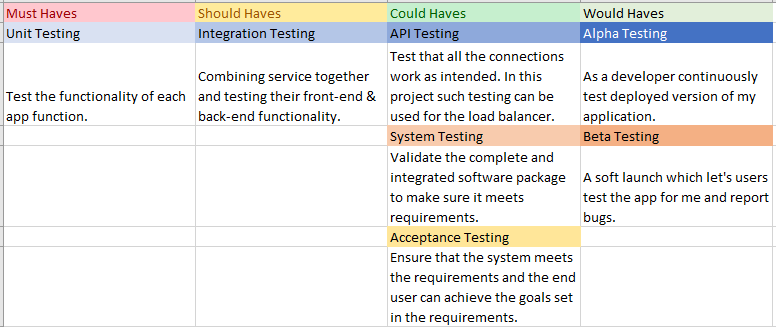 Must Haves
Should Haves
Could Haves
Would Haves
Unit Testing
Integration Testing
API Testing
Alpha Testing
Test the functionality of each
app function.
Combining service together
and testing their front-end &
back-end functionality.
Test that all the connections
work as intended. In this
project such testing can be
used for the load balancer.
As a developer continuously
test deployed version of my
application.
System Testing
Beta Testing
Validate the complete and
integrated software package
to make sure it meets
requirements.
A soft launch which let's users
test the app for me and report
bugs.
Acceptance Testing
Ensure that the system meets
the requirements and the end
user can achieve the goals set
in the requirements.